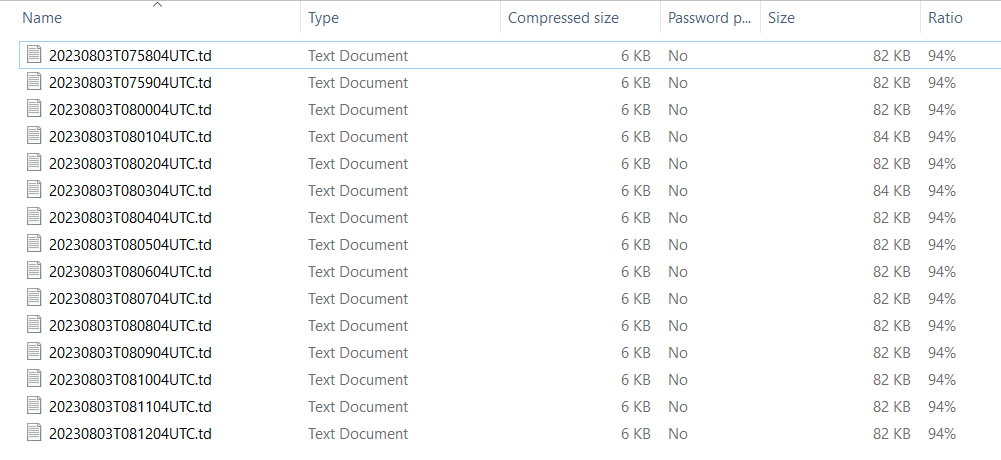 Name Type Compressed size Password p... Size Ratio
20230803T075804UTC.td Text Document 6 KB No 82 KB 94%
20230803T075904UTC.td Text Document 6 KB No 82 KB 94%
20230803T080004UTC.td Text Document 6 KB No 82 KB 94%
20230803T080104UTC.td Text Document 6 KB No 84 KB 94%
20230803T080204UTC.td Text Document 6 KB No 82 KB 94%
20230803T080304UTC.td Text Document 6 KB No 84 KB 94%
20230803T080404UTC.td Text Document 6 KB No 82 KB 94%
20230803T080504UTC.td Text Document 6 KB No 82 KB 94%
20230803T080604UTC.td Text Document 6 KB No 82 KB 94%
20230803T080704UTC.td Text Document 6 KB No 82 KB 94%
20230803T080804UTC.td Text Document 6 KB No 82 KB 94%
20230803T080904UTC.td Text Document 6 KB No 82 KB 94%
20230803T081004UTC.td Text Document 6 KB No 82 KB 94%
20230803T081104UTC.td Text Document 6 KB No 82 KB 94%
20230803T081204UTC.td Text Document 6 KB No 82 KB 94%